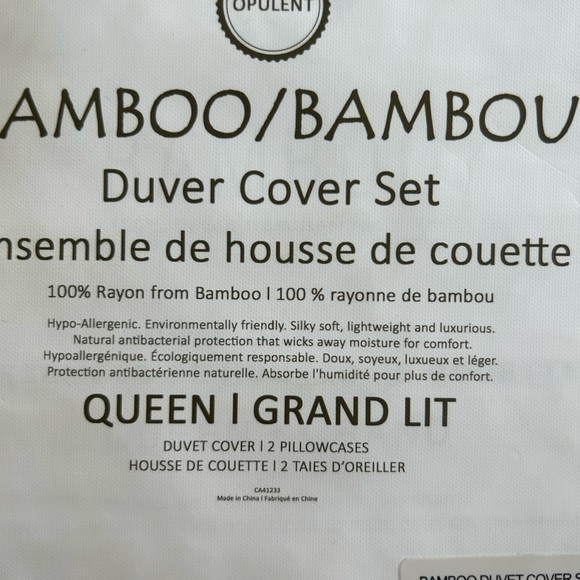 OPULENT
AMBOO/BAMBOU
Duver Cover Set
nsemble de housse de couette
100% Rayon from Bamboo l 100 % rayonne de bambou
Hypo-Allergenic. Environmentally friendly. Silky soft, lightweight and luxurious.
Natural antibacterial protection that wicks away moisture for comfort.
Hypoallergénique. Écologiquement responsable. Doux, soyeux, luxueux et léger.
Protection antibactérienne naturelle. Absorbe l'humidité pour plus de confort.
QUEEN l GRAND LIT
DUVET COVER l 2 PILLOWCASES
HOUSSE DE COUETTE l 2 TAIES D'OREILLER
CA41233
Made in China l Fabriqué en Chine
BAMBOO DUVET COVER S